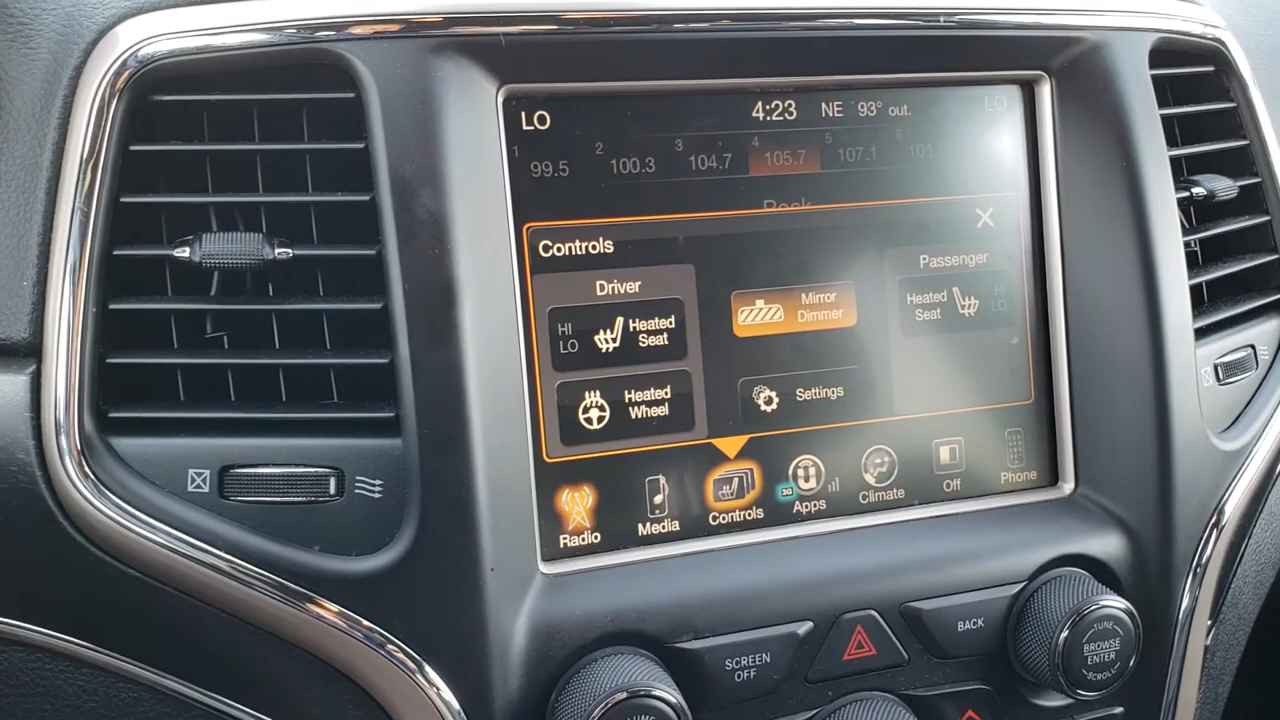 LO 4:23 NE 93° out. LO
1 99.5 2 100.3 3 104.7 4 105.7 5 107.1 6 101
Rock
Controls
Driver
Passenger
HI
LO
Heated
Seat
Mirror
Dimmer
Heated
Seat
HI
LO
Heated
Wheel
Settings
Radio
Media
Controls
3G
Apps
Climate
Off
Phone
SCREEN
OFF
BACK
TUNE
BROWSE
ENTER
SCROLL
VOLUME